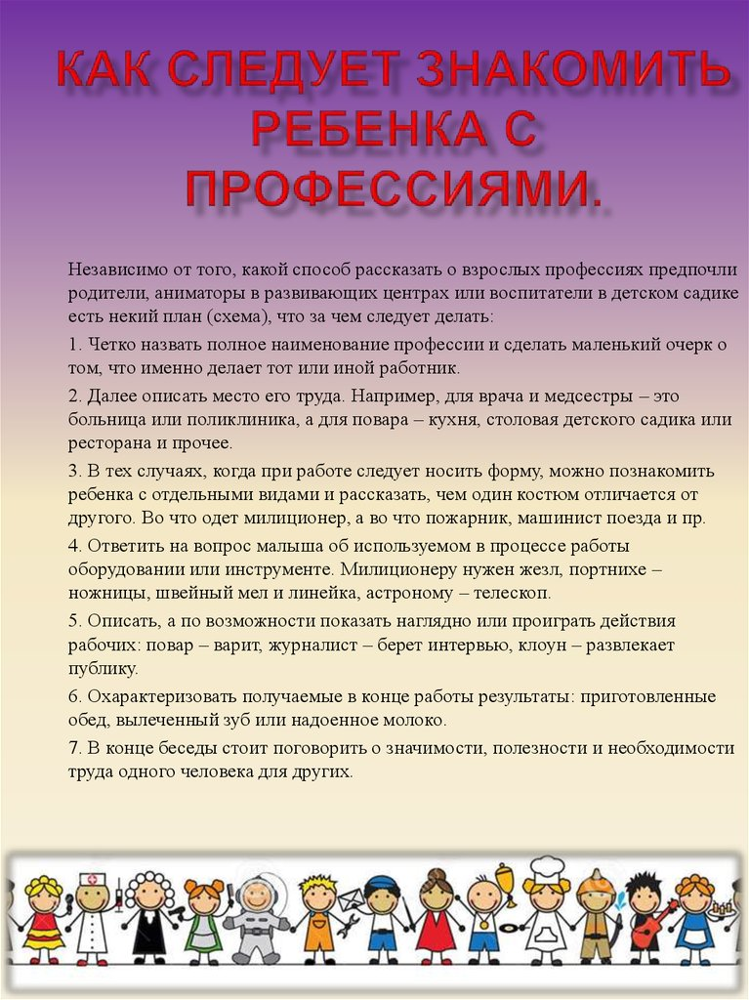 КАК СЛЕДУЕТ ЗНАКОМИТЬ
РЕБЕНКА С
ПРОФЕССИЯМИ.
Независимо от того, какой способ рассказать о взрослых профессиях предпочли
родители, аниматоры в развивающих центрах или воспитатели в детском садике
есть некий план (схема), что за чем следует делать:
1. Четко назвать полное наименование профессии и сделать маленький очерк о
том, что именно делает тот или иной работник.
2. Далее описать место его труда. Например, для врача и медсестры – это
больница или поликлиника, а для повара – кухня, столовая детского садика или
ресторана и прочее.
3. В тех случаях, когда при работе следует носить форму, можно познакомить
ребенка с отдельными видами и рассказать, чем один костюм отличается от
другого. Во что одет милиционер, а во что пожарник, машинист поезда и пр.
4. Ответить на вопрос малыша об используемом в процессе работы
оборудовании или инструменте. Милиционеру нужен жезл, портнихе –
ножницы, швейный мел и линейка, астроному – телескоп.
5. Описать, а по возможности показать наглядно или проиграть действия
рабочих: повар – варит, журналист – берет интервью, клоун – развлекает
публику.
6. Охарактеризовать получаемые в конце работы результаты: приготовленные
обед, вылеченный зуб или надоенное молоко.
7. В конце беседы стоит поговорить о значимости, полезности и необходимости
труда одного человека для других.